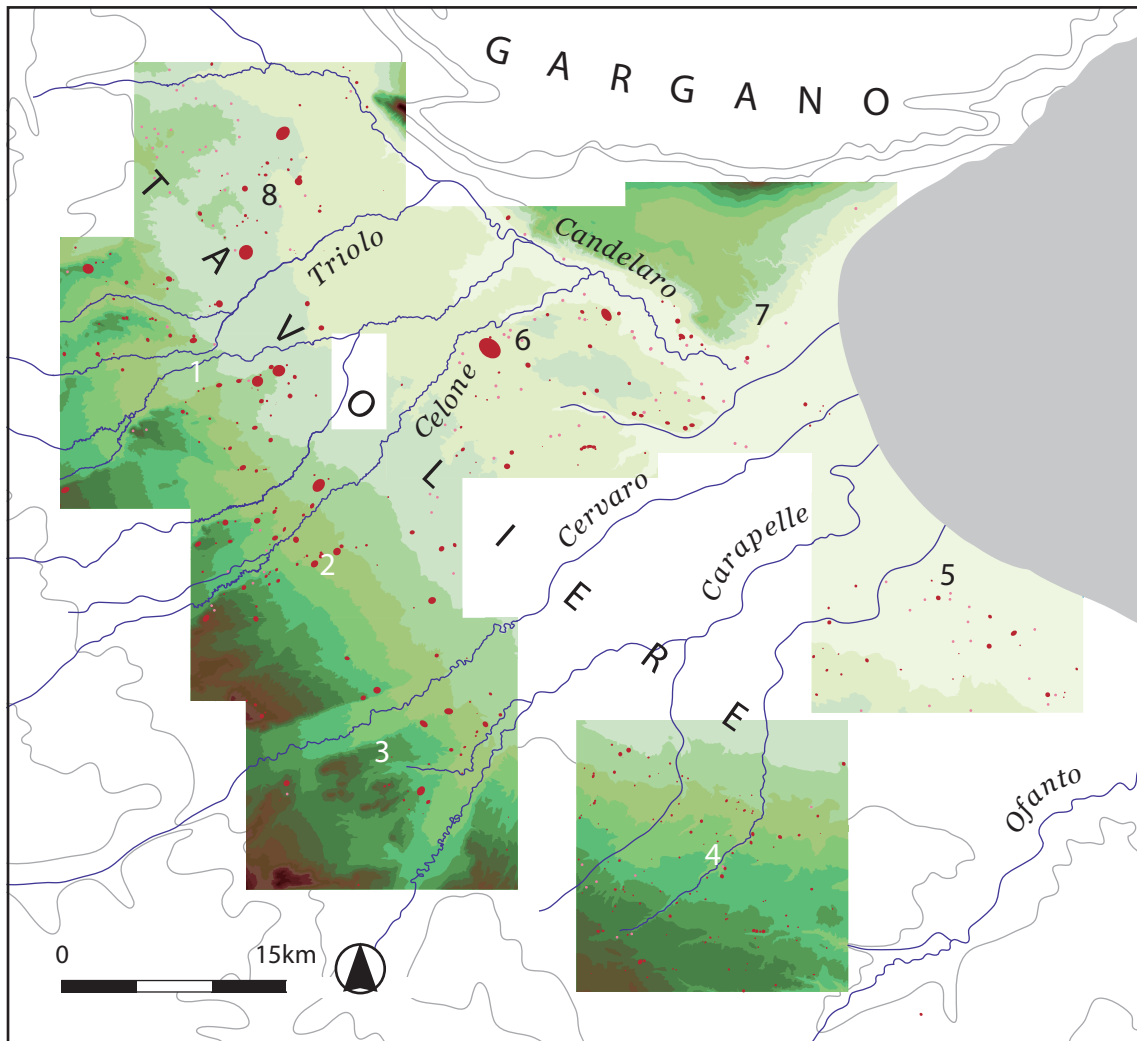 GARGANO
TAVOLIERE
Triolo
Candelaro
Celone
Cervaro
Carapelle
Ofanto
8
7
6
1
5
2
3
4
0 15km